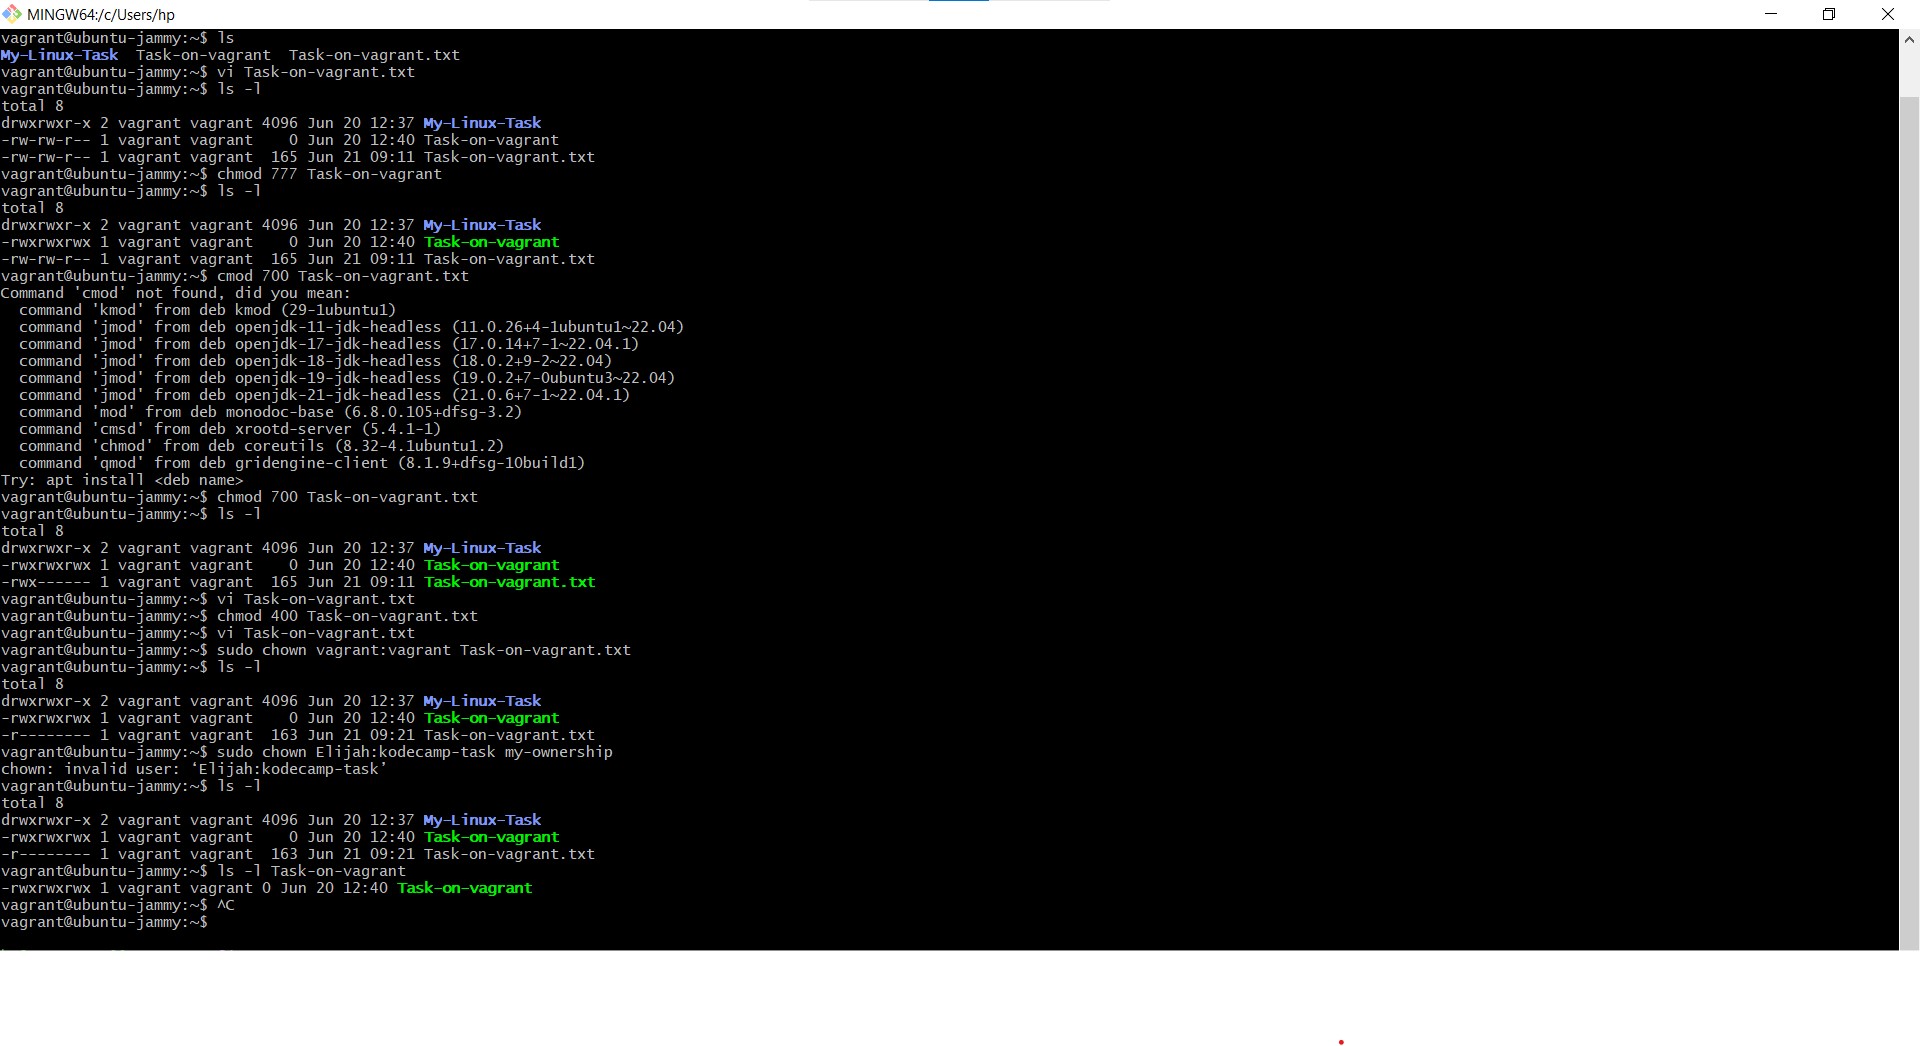 MINGW64:/c/Users/hp
vagrant@ubuntu-jammy:~$ ls
My-Linux-Task  Task-on-vagrant  Task-on-vagrant.txt
vagrant@ubuntu-jammy:~$ vi Task-on-vagrant.txt
vagrant@ubuntu-jammy:~$ ls -l
total 8
drwxrwxr-x 2 vagrant vagrant 4096 Jun 20 12:37 My-Linux-Task
-rw-rw-r-- 1 vagrant vagrant    0 Jun 20 12:40 Task-on-vagrant
-rw-rw-r-- 1 vagrant vagrant  165 Jun 21 09:11 Task-on-vagrant.txt
vagrant@ubuntu-jammy:~$ chmod 777 Task-on-vagrant
vagrant@ubuntu-jammy:~$ ls -l
total 8
drwxrwxr-x 2 vagrant vagrant 4096 Jun 20 12:37 My-Linux-Task
-rwxrwxrwx 1 vagrant vagrant    0 Jun 20 12:40 Task-on-vagrant
-rw-rw-r-- 1 vagrant vagrant  165 Jun 21 09:11 Task-on-vagrant.txt
vagrant@ubuntu-jammy:~$ cmod 700 Task-on-vagrant.txt
Command 'cmod' not found, did you mean:
  command 'kmod' from deb kmod (29-1ubuntu1)
  command 'jmod' from deb openjdk-11-jdk-headless (11.0.26+4-1ubuntu1~22.04)
  command 'jmod' from deb openjdk-17-jdk-headless (17.0.14+7-1~22.04.1)
  command 'jmod' from deb openjdk-18-jdk-headless (18.0.2+9-2~22.04)
  command 'jmod' from deb openjdk-19-jdk-headless (19.0.2+7-0ubuntu3~22.04)
  command 'jmod' from deb openjdk-21-jdk-headless (21.0.6+7-1~22.04.1)
  command 'mod' from deb monodoc-base (6.8.0.105+dfsg-3.2)
  command 'cmsd' from deb xrootd-server (5.4.1-1)
  command 'chmod' from deb coreutils (8.32-4.1ubuntu1.2)
  command 'qmod' from deb gridengine-client (8.1.9+dfsg-10build1)
Try: apt install <deb name>
vagrant@ubuntu-jammy:~$ chmod 700 Task-on-vagrant.txt
vagrant@ubuntu-jammy:~$ ls -l
total 8
drwxrwxr-x 2 vagrant vagrant 4096 Jun 20 12:37 My-Linux-Task
-rwxrwxrwx 1 vagrant vagrant    0 Jun 20 12:40 Task-on-vagrant
-rwx------ 1 vagrant vagrant  165 Jun 21 09:11 Task-on-vagrant.txt
vagrant@ubuntu-jammy:~$ vi Task-on-vagrant.txt
vagrant@ubuntu-jammy:~$ chmod 400 Task-on-vagrant.txt
vagrant@ubuntu-jammy:~$ vi Task-on-vagrant.txt
vagrant@ubuntu-jammy:~$ sudo chown vagrant:vagrant Task-on-vagrant.txt
vagrant@ubuntu-jammy:~$ ls -l
total 8
drwxrwxr-x 2 vagrant vagrant 4096 Jun 20 12:37 My-Linux-Task
-rwxrwxrwx 1 vagrant vagrant    0 Jun 20 12:40 Task-on-vagrant
-r-------- 1 vagrant vagrant  163 Jun 21 09:21 Task-on-vagrant.txt
vagrant@ubuntu-jammy:~$ sudo chown Elijah:kodecamp-task my-ownership
chown: invalid user: ‘Elijah:kodecamp-task’
vagrant@ubuntu-jammy:~$ ls -l
total 8
drwxrwxr-x 2 vagrant vagrant 4096 Jun 20 12:37 My-Linux-Task
-rwxrwxrwx 1 vagrant vagrant    0 Jun 20 12:40 Task-on-vagrant
-r-------- 1 vagrant vagrant  163 Jun 21 09:21 Task-on-vagrant.txt
vagrant@ubuntu-jammy:~$ ls -l Task-on-vagrant
-rwxrwxrwx 1 vagrant vagrant 0 Jun 20 12:40 Task-on-vagrant
vagrant@ubuntu-jammy:~$ ^C
vagrant@ubuntu-jammy:~$